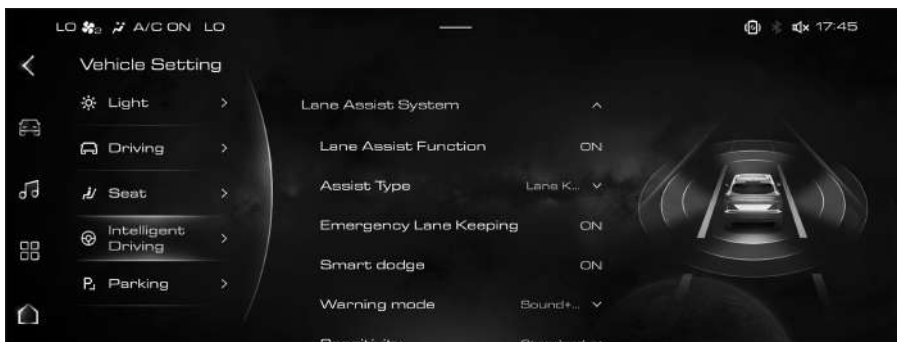 LO 2 A/C ON LO
17:45
Vehicle Setting
Light
Driving
Seat
Intelligent
Driving
Parking
Lane Assist System
Lane Assist Function ON
Assist Type Lane K...
Emergency Lane Keeping ON
Smart dodge ON
Warning mode Sound+...